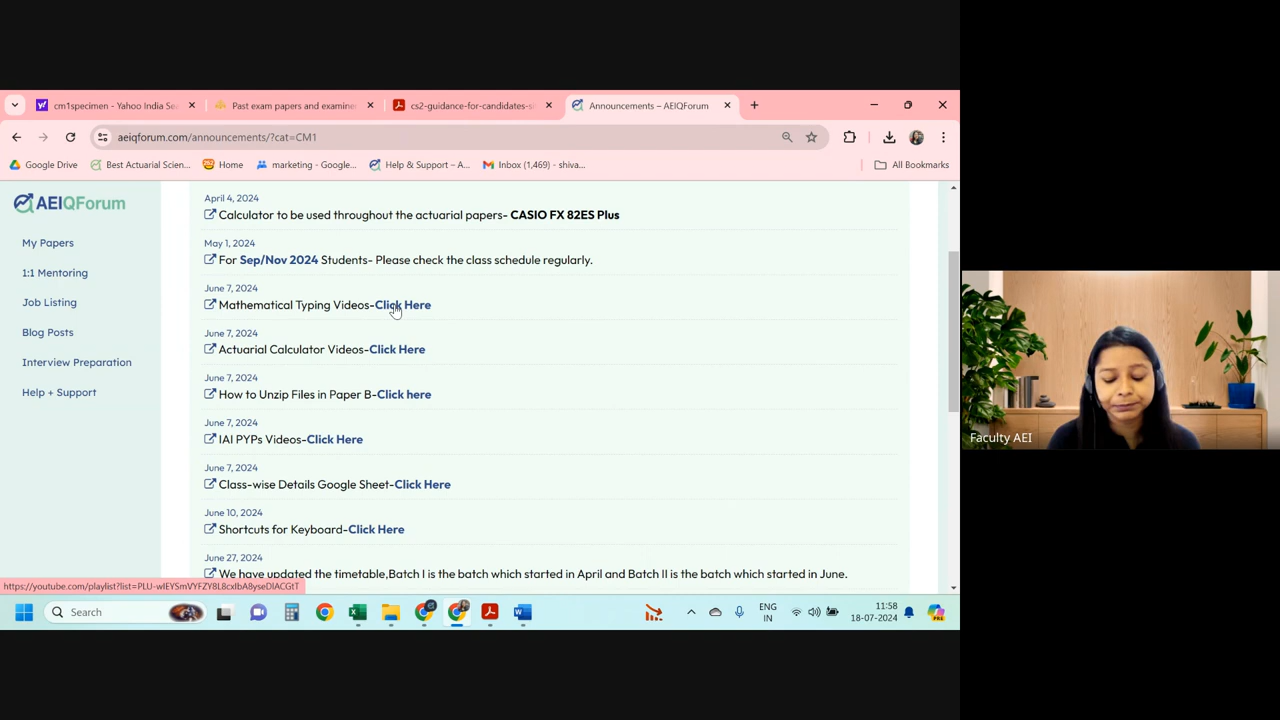 cm1specimen - Yahoo India Sea
Past exam papers and examine
cs2-guidance-for-candidates-si
Announcements – AEIQForum
aeiqforum.com/announcements/?cat=CM1
Google Drive
Best Actuarial Scien...
Home
marketing - Google...
Help & Support – A...
Inbox (1,469) - shiva...
All Bookmarks
AEIQForum
My Papers
1:1 Mentoring
Job Listing
Blog Posts
Interview Preparation
Help + Support
April 4, 2024
Calculator to be used throughout the actuarial papers- CASIO FX 82ES Plus
May 1, 2024
For Sep/Nov 2024 Students- Please check the class schedule regularly.
June 7, 2024
Mathematical Typing Videos-Click Here
June 7, 2024
Actuarial Calculator Videos-Click Here
June 7, 2024
How to Unzip Files in Paper B-Click here
June 7, 2024
IAI PYPs Videos-Click Here
June 7, 2024
Class-wise Details Google Sheet-Click Here
June 10, 2024
Shortcuts for Keyboard-Click Here
June 27, 2024
We have updated the timetable,Batch I is the batch which started in April and Batch II is the batch which started in June.
Search
ENG
IN
11:58
18-07-2024
Faculty AEI